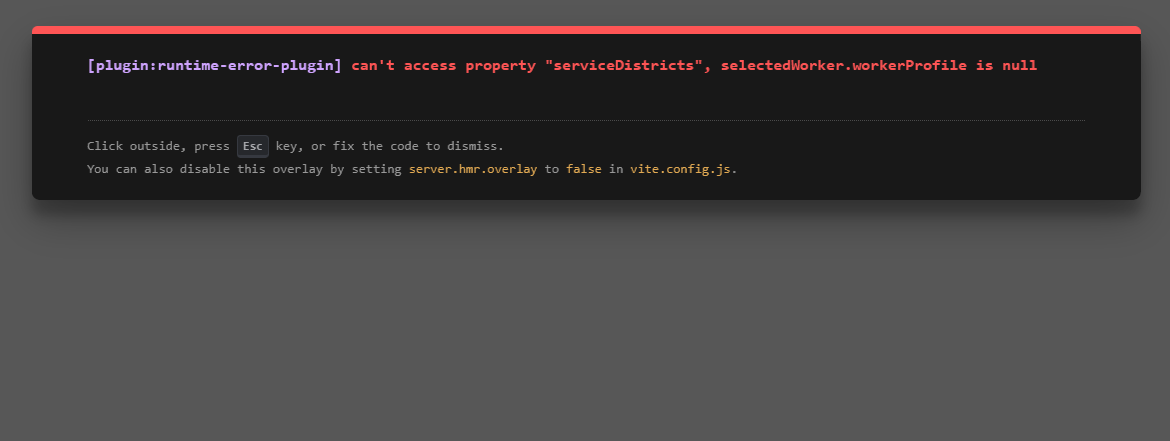 [plugin:runtime-error-plugin] can't access property "serviceDistricts", selectedWorker.workerProfile is null
Click outside, press Esc key, or fix the code to dismiss.
You can also disable this overlay by setting server.hmr.overlay to false in vite.config.js.